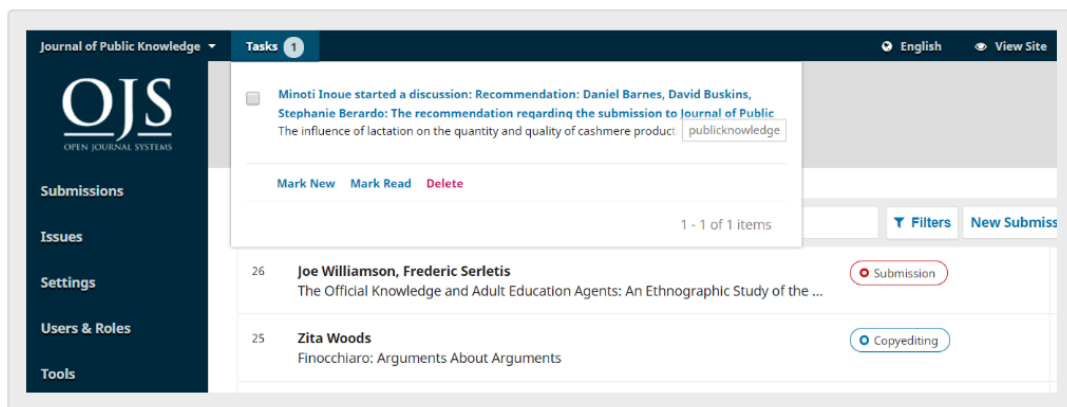 Journal of Public Knowledge Tasks 1 English View Site
OJS
OPEN JOURNAL SYSTEMS
Submissions
Issues
Settings
Users & Roles
Tools
Minoti Inoue started a discussion: Recommendation: Daniel Barnes, David Buskins,
Stephanie Berardo: The recommendation regarding the submission to Journal of Public
The influence of lactation on the quantity and quality of cashmere product publicknowledge
Mark New Mark Read Delete
1 - 1 of 1 items
Filters New Submiss
26 Joe Williamson, Frederic Serletis Submission
The Official Knowledge and Adult Education Agents: An Ethnographic Study of the ...
25 Zita Woods Copyediting
Finocchiaro: Arguments About Arguments